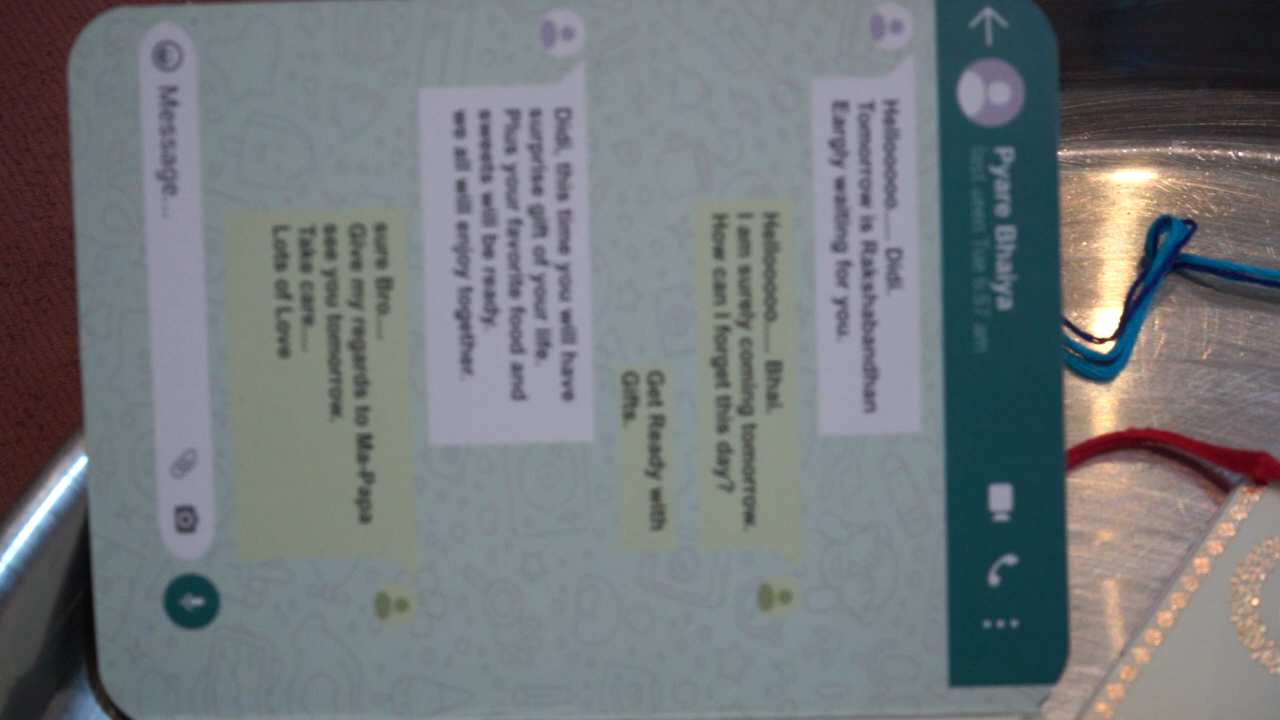 Pyare Bhaiya
last seen Tue 6:57 am
Hellooooo..... Didi.
Tomorrow is Rakshabandhan
Eargly waiting for you.
Hellooooo..... Bhai.
I am surely coming tomorrow.
How can I forget this day?
Get Ready with
Gifts.
Didi, this time you will have
surprise gift of your life.
Plus your favorite food and
sweets will be ready.
we all will enjoy together.
sure Bro....
Give my regards to Ma-Papa
see you tomorrow.
Take care....
Lots of Love
Message...